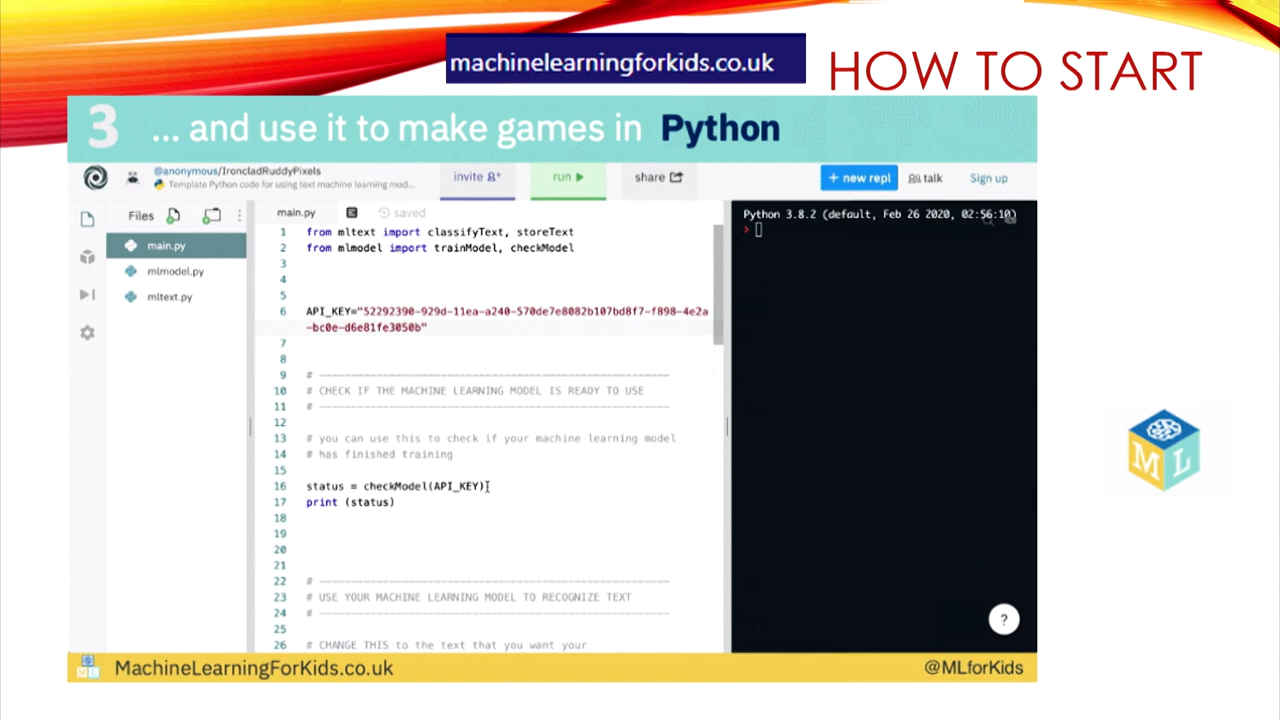 machinelearningforkids.co.uk
HOW TO START
3 ... and use it to make games in Python
@anonymous/IroncladRuddyPixels
Template Python code for using text machine learning mod...
invite
run
share
+ new repl
talk
Sign up
Files
main.py
mlmodel.py
mltext.py
main.py
saved
1 from mltext import classifyText, storeText
2 from mlmodel import trainModel, checkModel
3
4
5
6 API_KEY="52292390-929d-11ea-a240-570de7e8082b107bd8f7-f898-4e2a
-bc0e-d6e81fe3050b"
7
8
9 # -------------------------------------------------------
10 # CHECK IF THE MACHINE LEARNING MODEL IS READY TO USE
11 # -------------------------------------------------------
12
13 # you can use this to check if your machine learning model
14 # has finished training
15
16 status = checkModel(API_KEY)
17 print (status)
18
19
20
21
22 # -------------------------------------------------------
23 # USE YOUR MACHINE LEARNING MODEL TO RECOGNIZE TEXT
24 # -------------------------------------------------------
25
26 # CHANGE THIS to the text that you want your
Python 3.8.2 (default, Feb 26 2020, 02:56:10)
>
?
M L
MachineLearningForKids.co.uk
@MLforKids